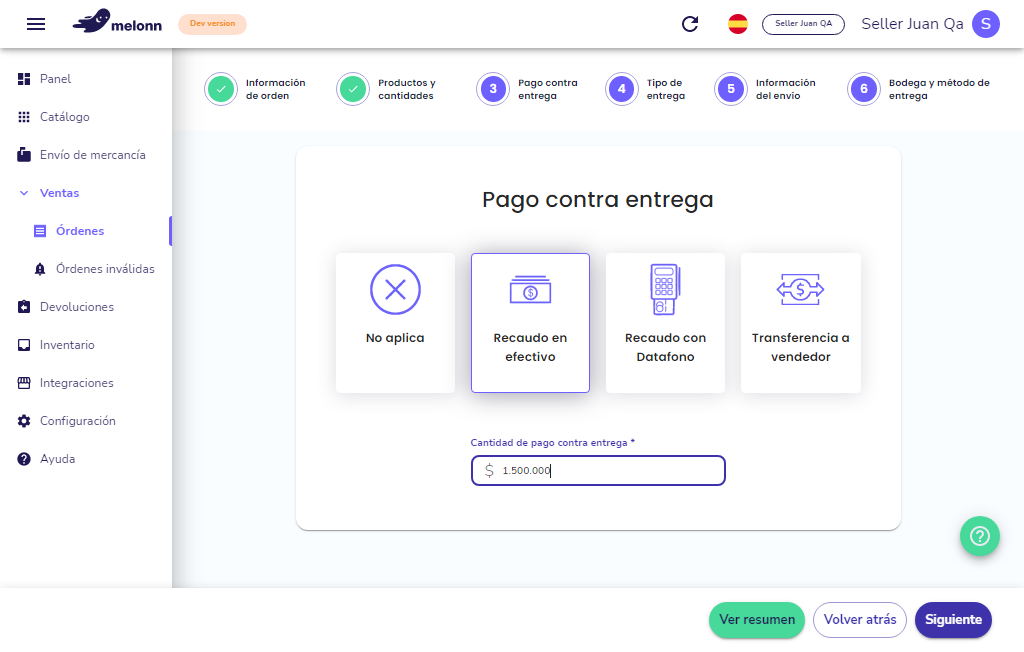 melonn
Dev version
Seller Juan QA
Seller Juan Qa
S
Panel
Catálogo
Envío de mercancía
Ventas
Órdenes
Órdenes inválidas
Devoluciones
Inventario
Integraciones
Configuración
Ayuda
Información
de orden
Productos y
cantidades
3
Pago contra
entrega
4
Tipo de
entrega
5
Información
del envio
6
Bodega y método de
entrega
Pago contra entrega
No aplica
Recaudo en
efectivo
Recaudo con
Datafono
Transferencia a
vendedor
Cantidad de pago contra entrega *
$ 1.500.000
Ver resumen
Volver atrás
Siguiente